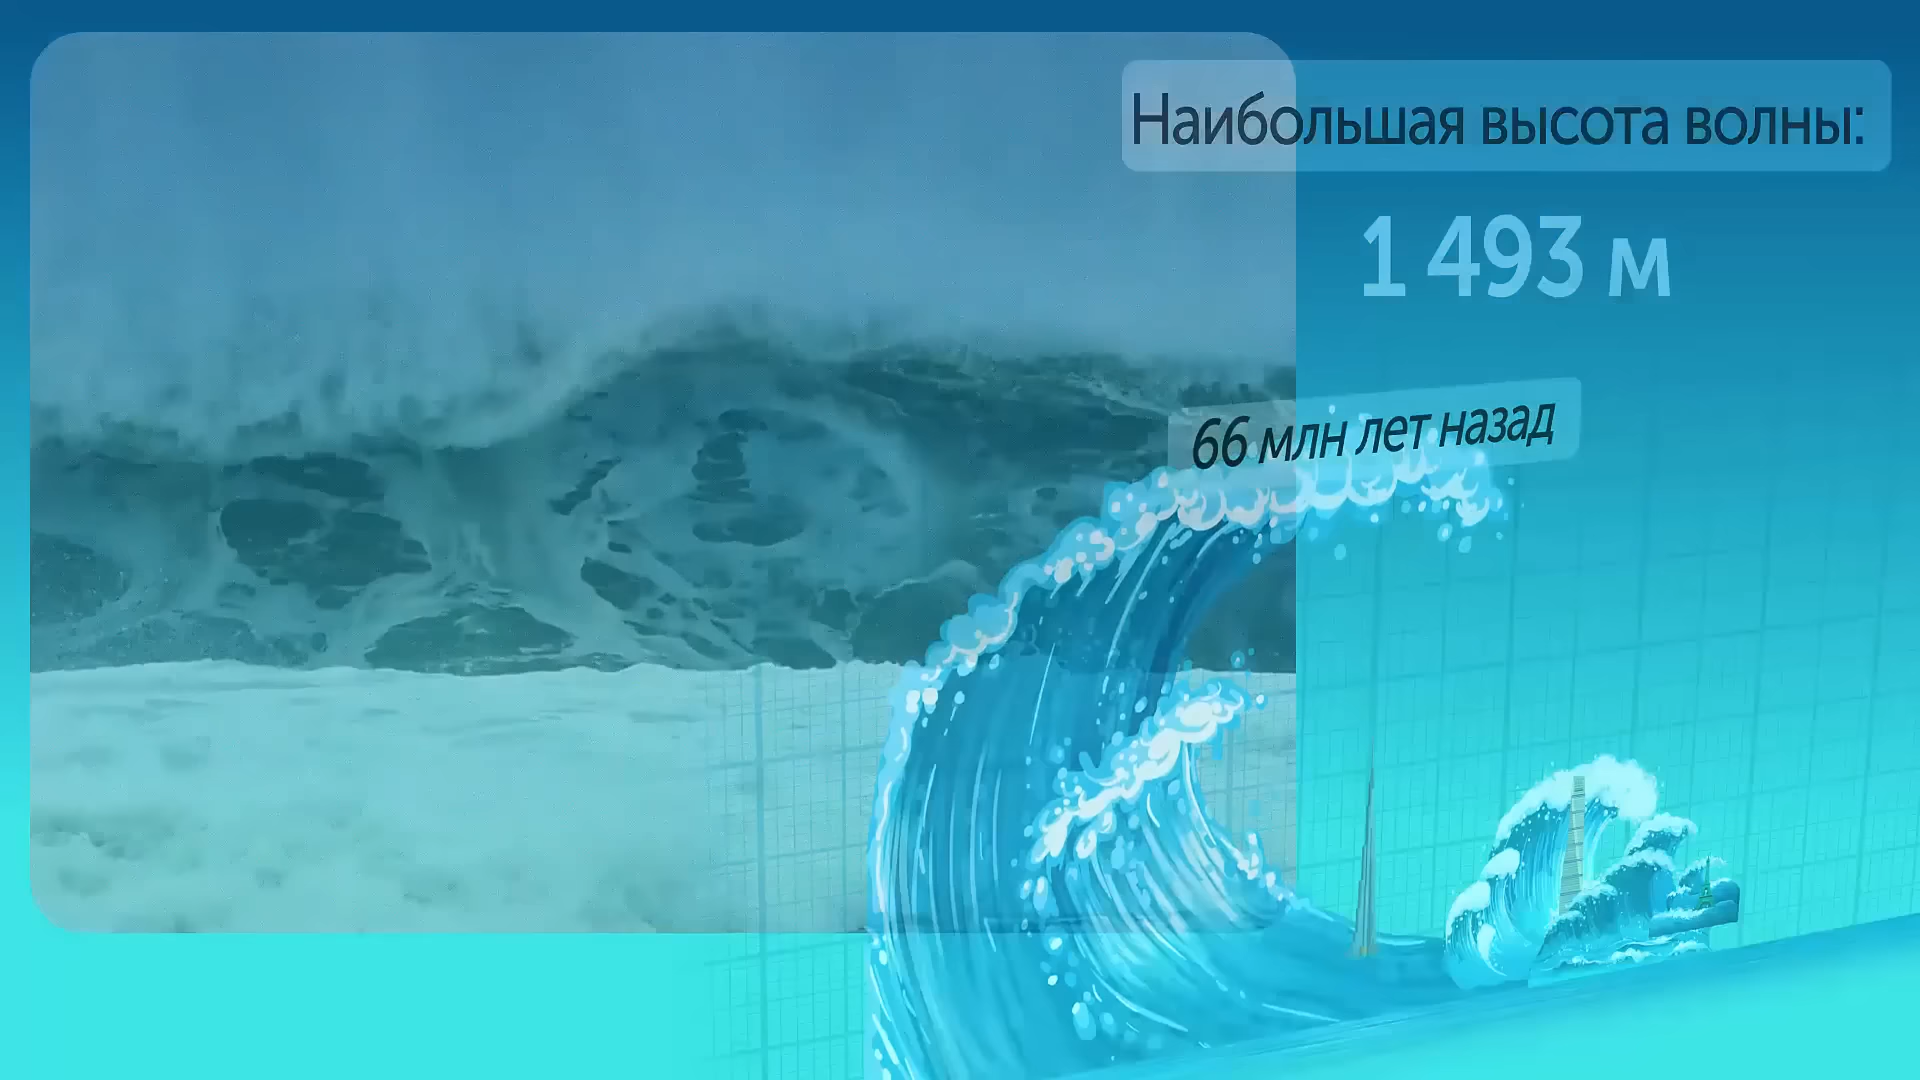 Наибольшая высота волны:
1 493 м
66 млн лет назад